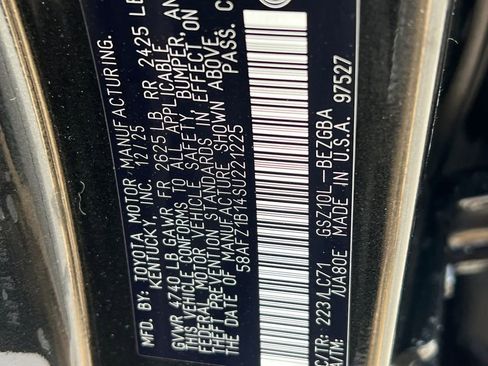 MFD. BY: TOYOTA MOTOR MANUFACTURING.
KENTUCKY, INC. 12/25
GVWR 4740 LB GAWR FR 2625 LB RR 2425 LB
THIS VEHICLE CONFORMS TO ALL APPLICABLE
FEDERAL MOTOR VEHICLE SAFETY, BUMPER, AND
THEFT PREVENTION STANDARDS IN EFFECT ON
THE DATE OF MANUFACTURE SHOWN ABOVE.
58AFZ1B14SU221225 PASS. C
C/TR: 223/LC71 GSZ10L-BEZGBA
A/TM: /UA80E MADE IN U.S.A. 97527